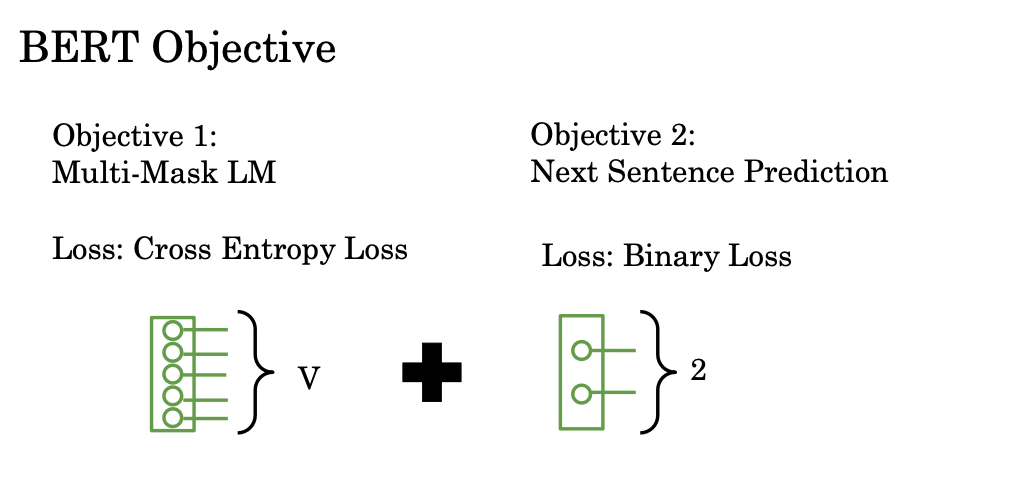 BERT Objective
Objective 1:
Multi-Mask LM
Loss: Cross Entropy Loss
V
Objective 2:
Next Sentence Prediction
Loss: Binary Loss
2